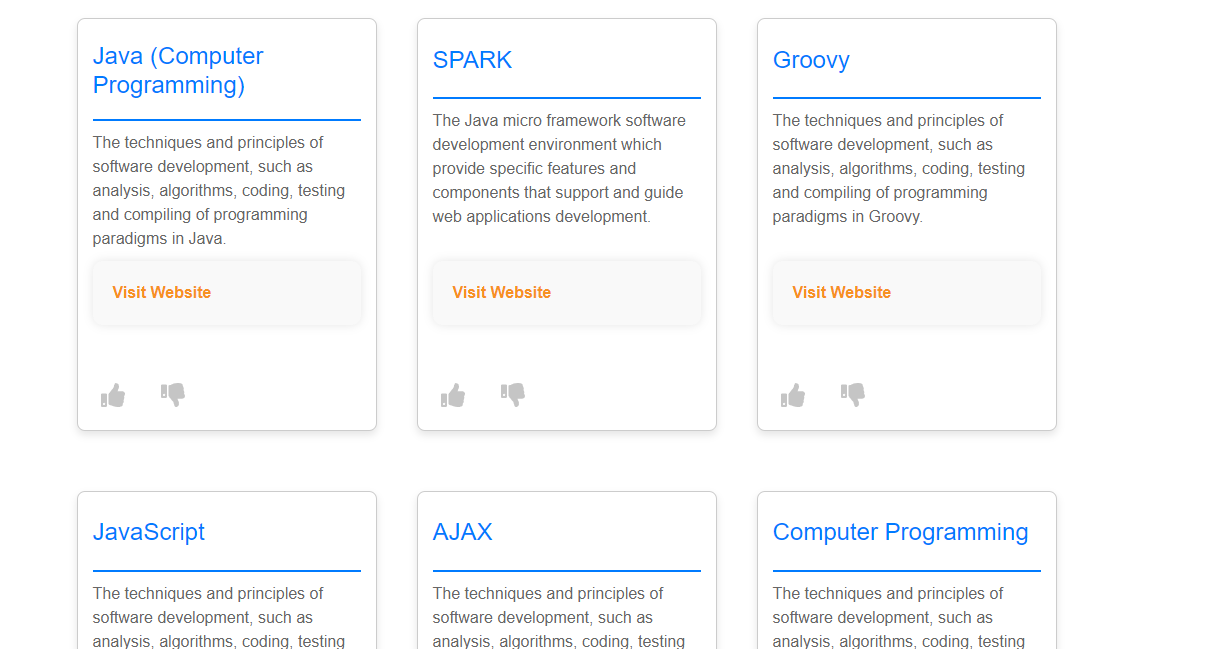 Java (Computer
Programming)
The techniques and principles of
software development, such as
analysis, algorithms, coding, testing
and compiling of programming
paradigms in Java.
Visit Website
SPARK
The Java micro framework software
development environment which
provide specific features and
components that support and guide
web applications development.
Visit Website
Groovy
The techniques and principles of
software development, such as
analysis, algorithms, coding, testing
and compiling of programming
paradigms in Groovy.
Visit Website
JavaScript
The techniques and principles of
software development, such as
analysis, algorithms, coding, testing
AJAX
The techniques and principles of
software development, such as
analysis, algorithms, coding, testing
Computer Programming
The techniques and principles of
software development, such as
analysis, algorithms, coding, testing